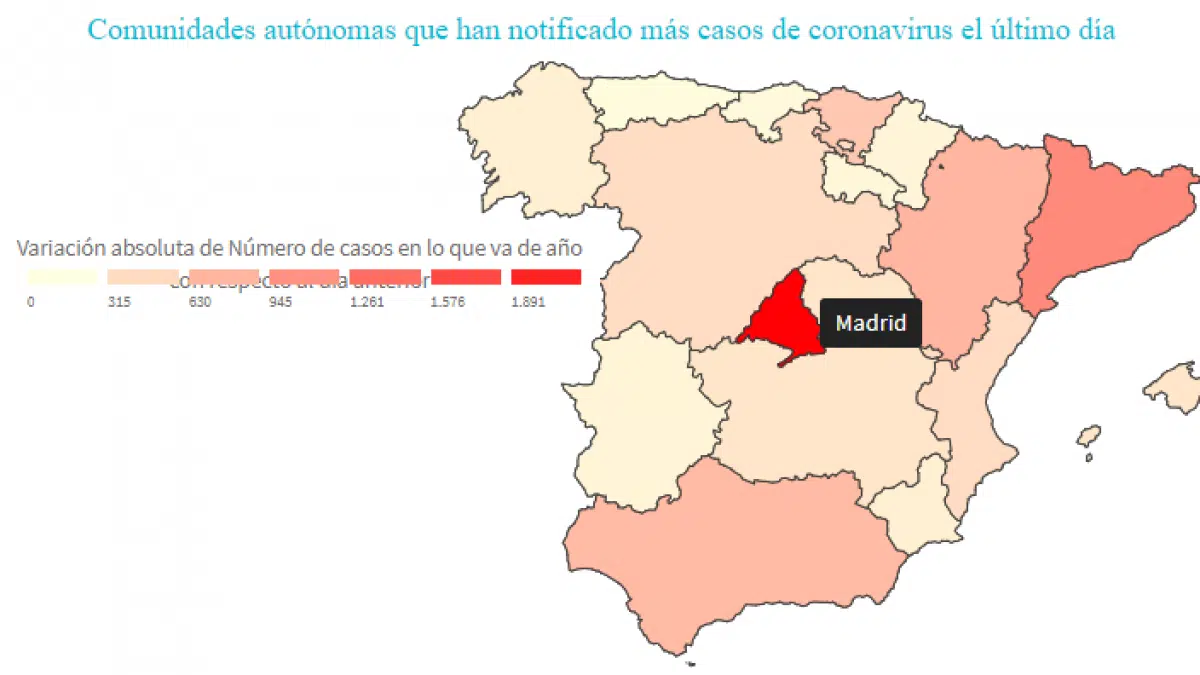 Comunidades autónomas que han notificado más casos de coronavirus el último día
Variación absoluta de Número de casos en lo que va de año
con respecto al día anterior
0 315 630 945 1.261 1.576 1.891
Madrid